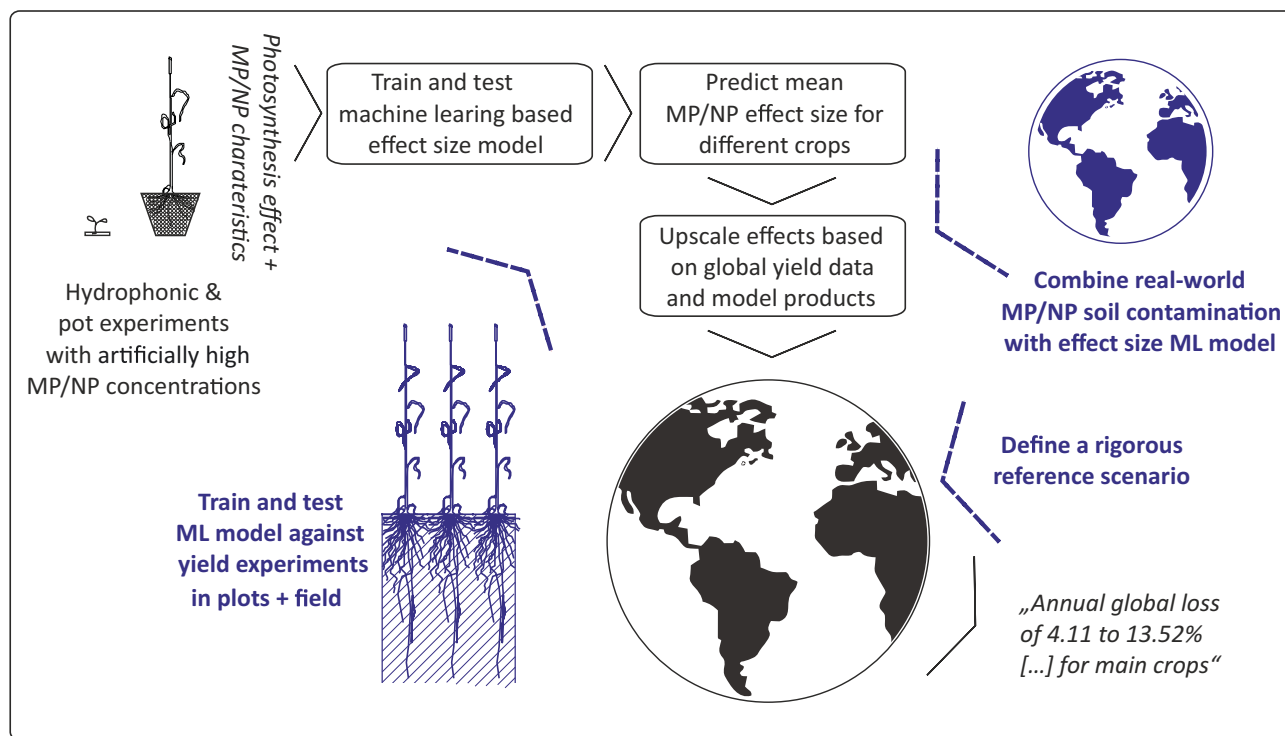 Photosynthesis effect +
MP/NP charateristics
Hydrophonic &
pot experiments
with artificially high
MP/NP concentrations
Train and test
machine learing based
effect size model
Predict mean
MP/NP effect size for
different crops
Upscale effects based
on global yield data
and model products
Combine real-world
MP/NP soil contamination
with effect size ML model
Train and test
ML model against
yield experiments
in plots + field
Define a rigorous
reference scenario
„Annual global loss
of 4.11 to 13.52%
[...] for main crops“